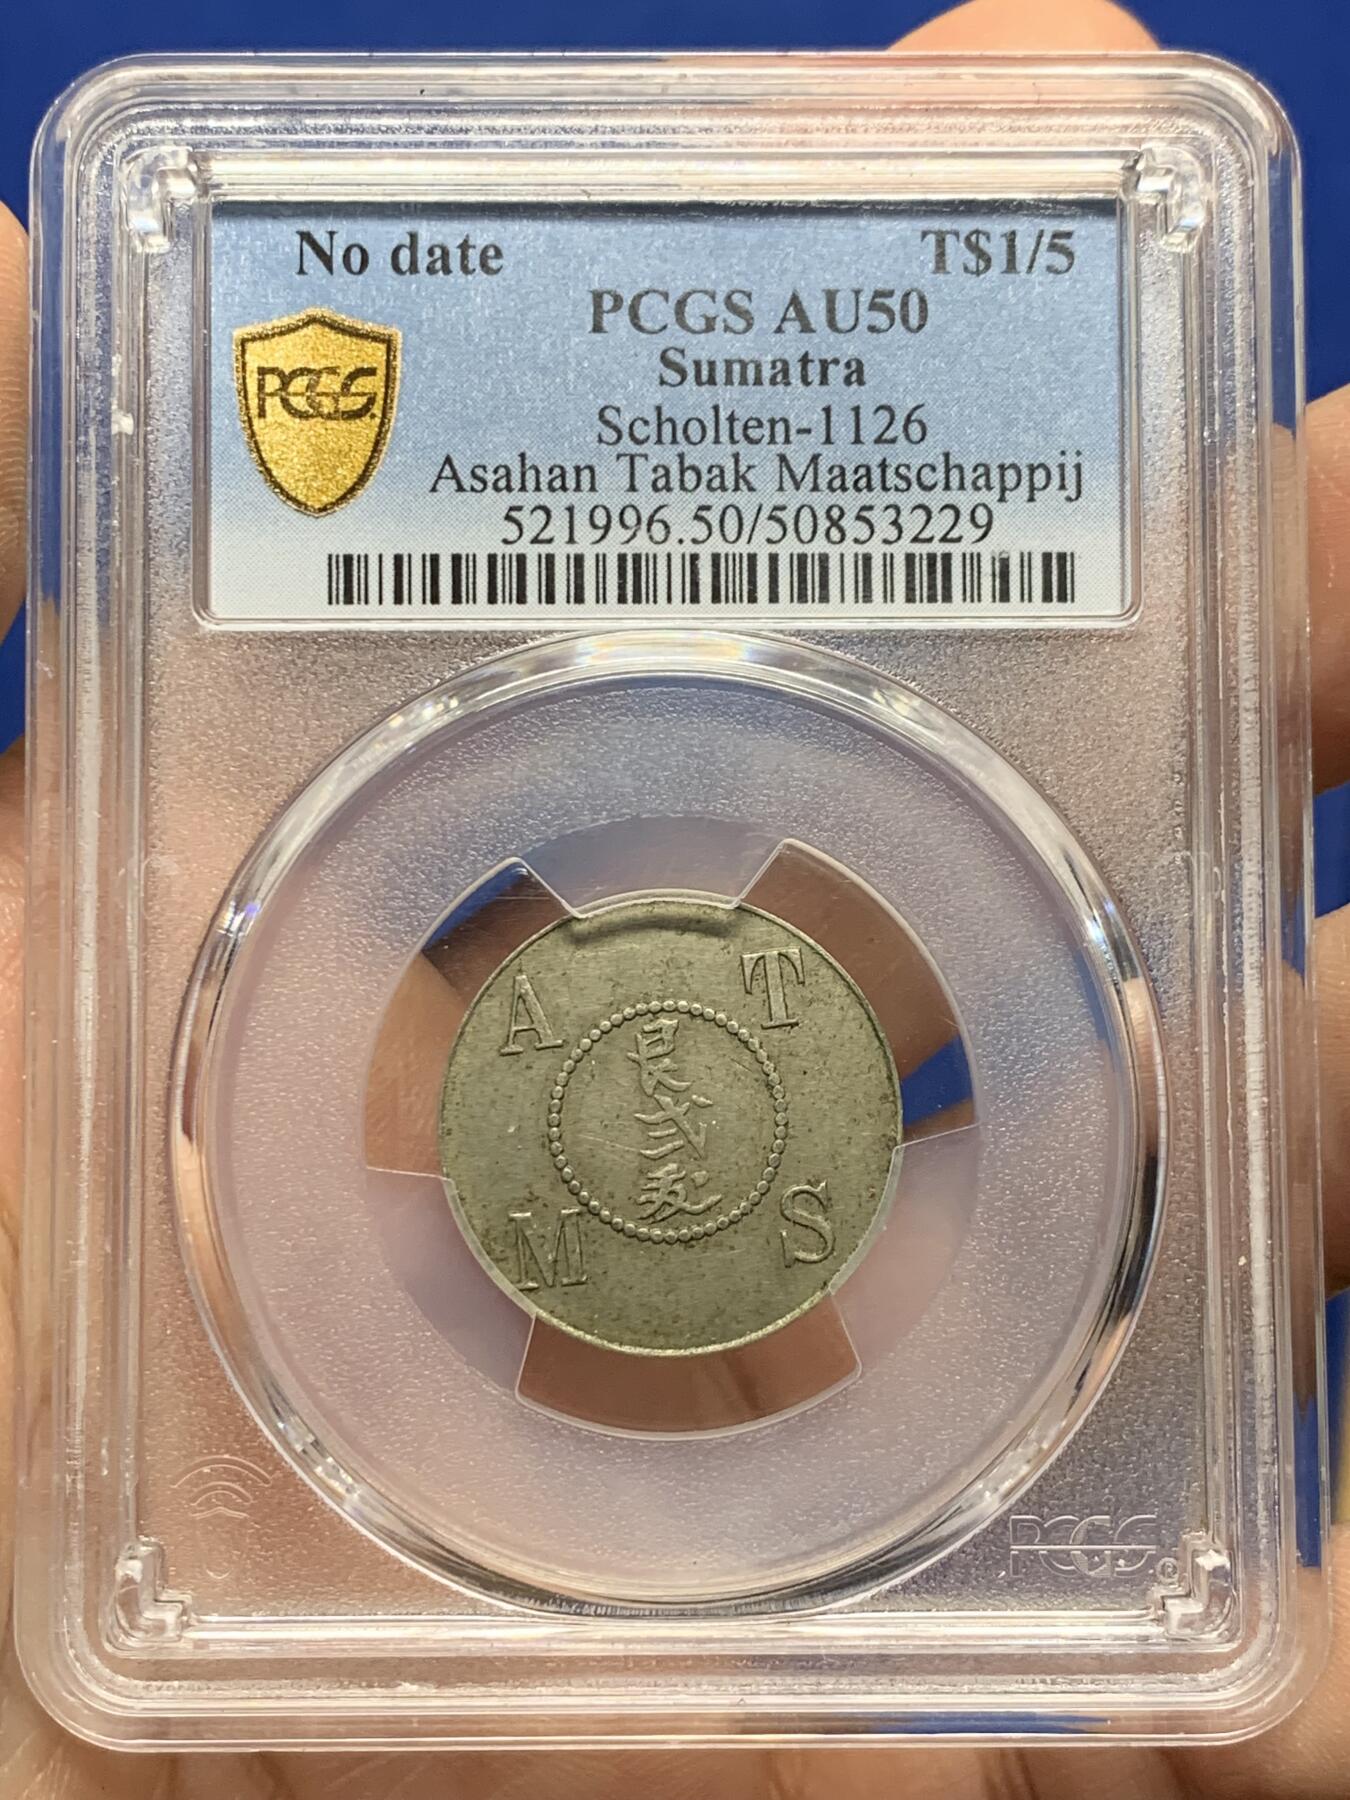 No date T$1/5
PCGS AU50
Sumatra
PCGS
Scholten-1126
Asahan Tabak Maatschappij
521996.50/50853229
A T
M S
PCGS